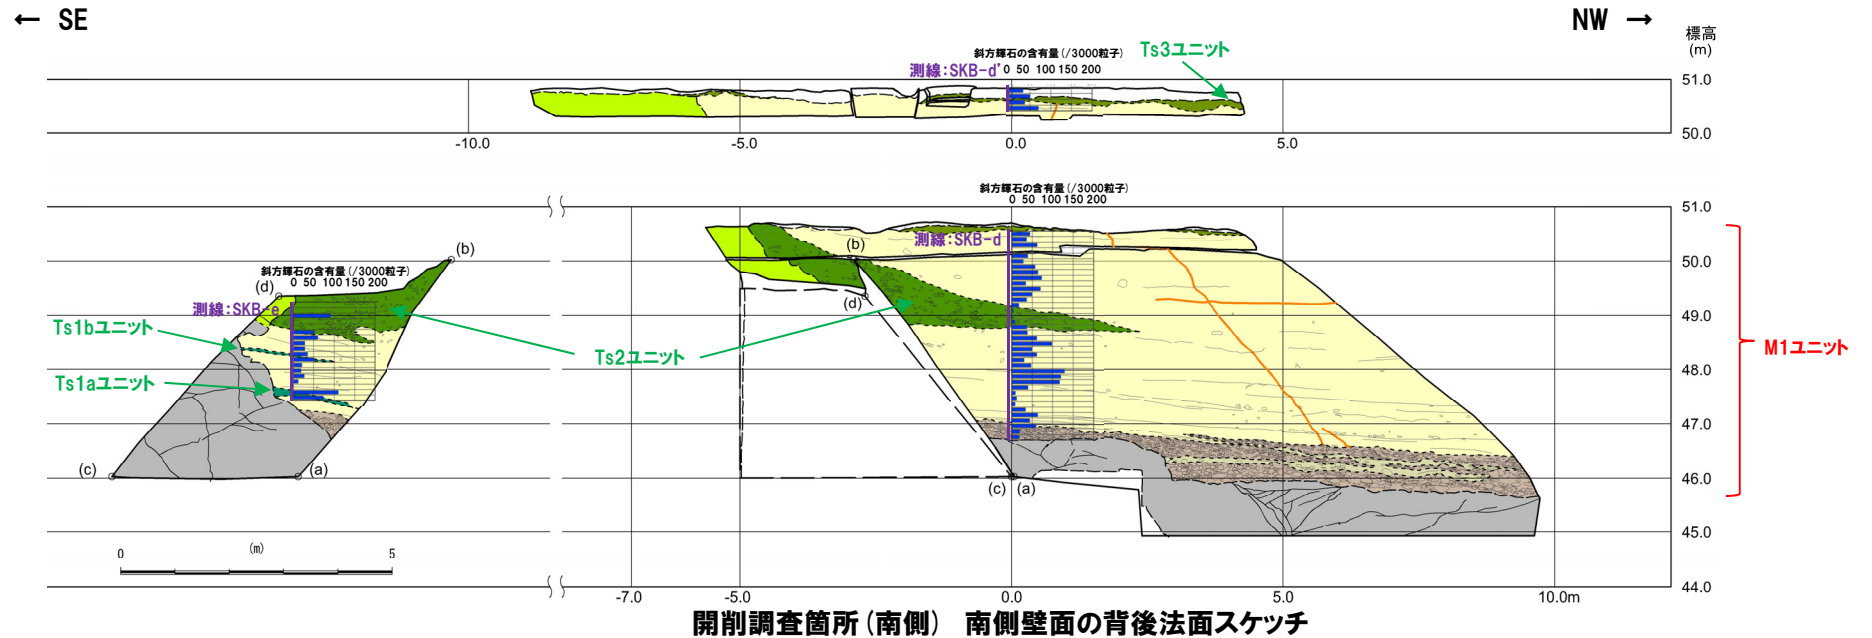 ← SE
NW →
標高
(m)
斜方輝石の含有量(/3000粒子)
測線:SKB-d' 0 50 100 150 200
Ts3ユニット
51.0
50.0
-10.0 -5.0 0.0 5.0
斜方輝石の含有量(/3000粒子)
0 50 100 150 200
測線:SKB-d
51.0
50.0
49.0
48.0
47.0
46.0
45.0
44.0
(b)
(d)
(c) (a)
斜方輝石の含有量(/3000粒子)
0 50 100 150 200
(b)
(d)
測線:SKB-e
Ts1bユニット
Ts1aユニット
Ts2ユニット
M1ユニット
(c)
(a)
0 (m) 5
-7.0 -5.0 0.0 5.0 10.0m
開削調査箇所(南側) 南側壁面の背後法面スケッチ